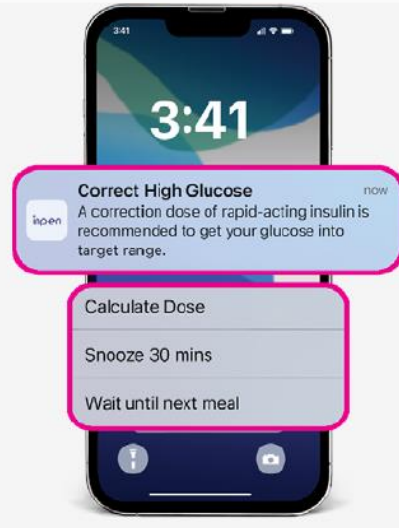 3:41
3:41
Correct High Glucose
now
inpen
A correction dose of rapid-acting insulin is
recommended to get your glucose into
target range.
Calculate Dose
Snooze 30 mins
Wait until next meal